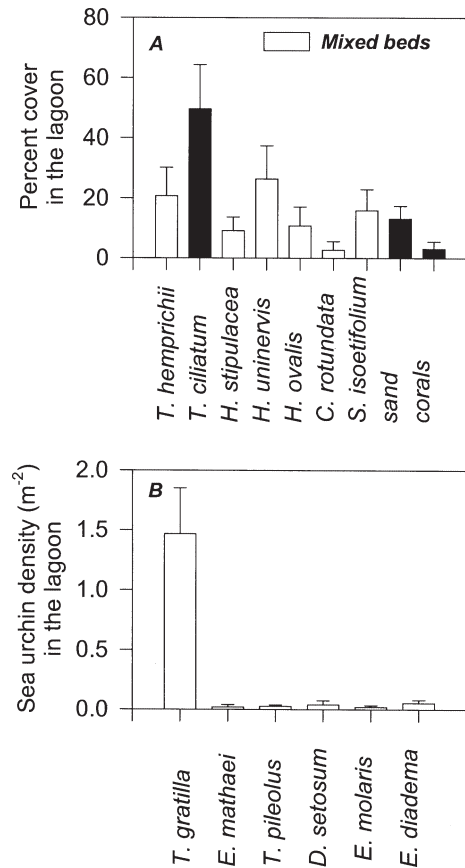 80
A
Mixed beds
60
40
20
0
Percent cover
in the lagoon
T. hemprichii
T. ciliatum
H. stipulacea
H. uninervis
H. ovalis
C. rotundata
S. isoetifolium
sand
corals
2.0
B
1.5
1.0
0.5
0.0
Sea urchin density (m-2)
in the lagoon
T. gratilla
E. mathaei
T. pileolus
D. setosum
E. molaris
E. diadema